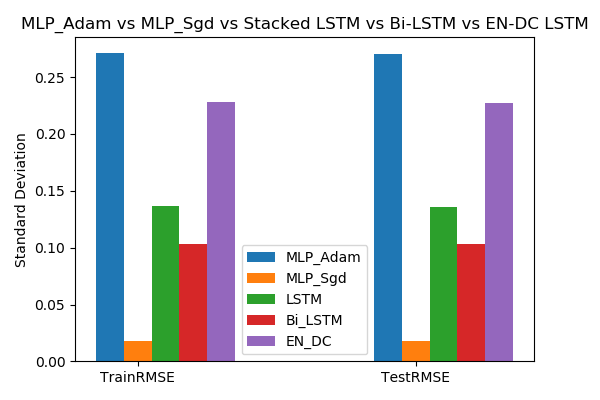 MLP_Adam vs MLP_Sgd vs Stacked LSTM vs Bi-LSTM vs EN-DC LSTM
Standard Deviation
0.25
0.20
0.15
0.10
0.05
0.00
MLP_Adam
MLP_Sgd
LSTM
Bi_LSTM
EN_DC
TrainRMSE
TestRMSE